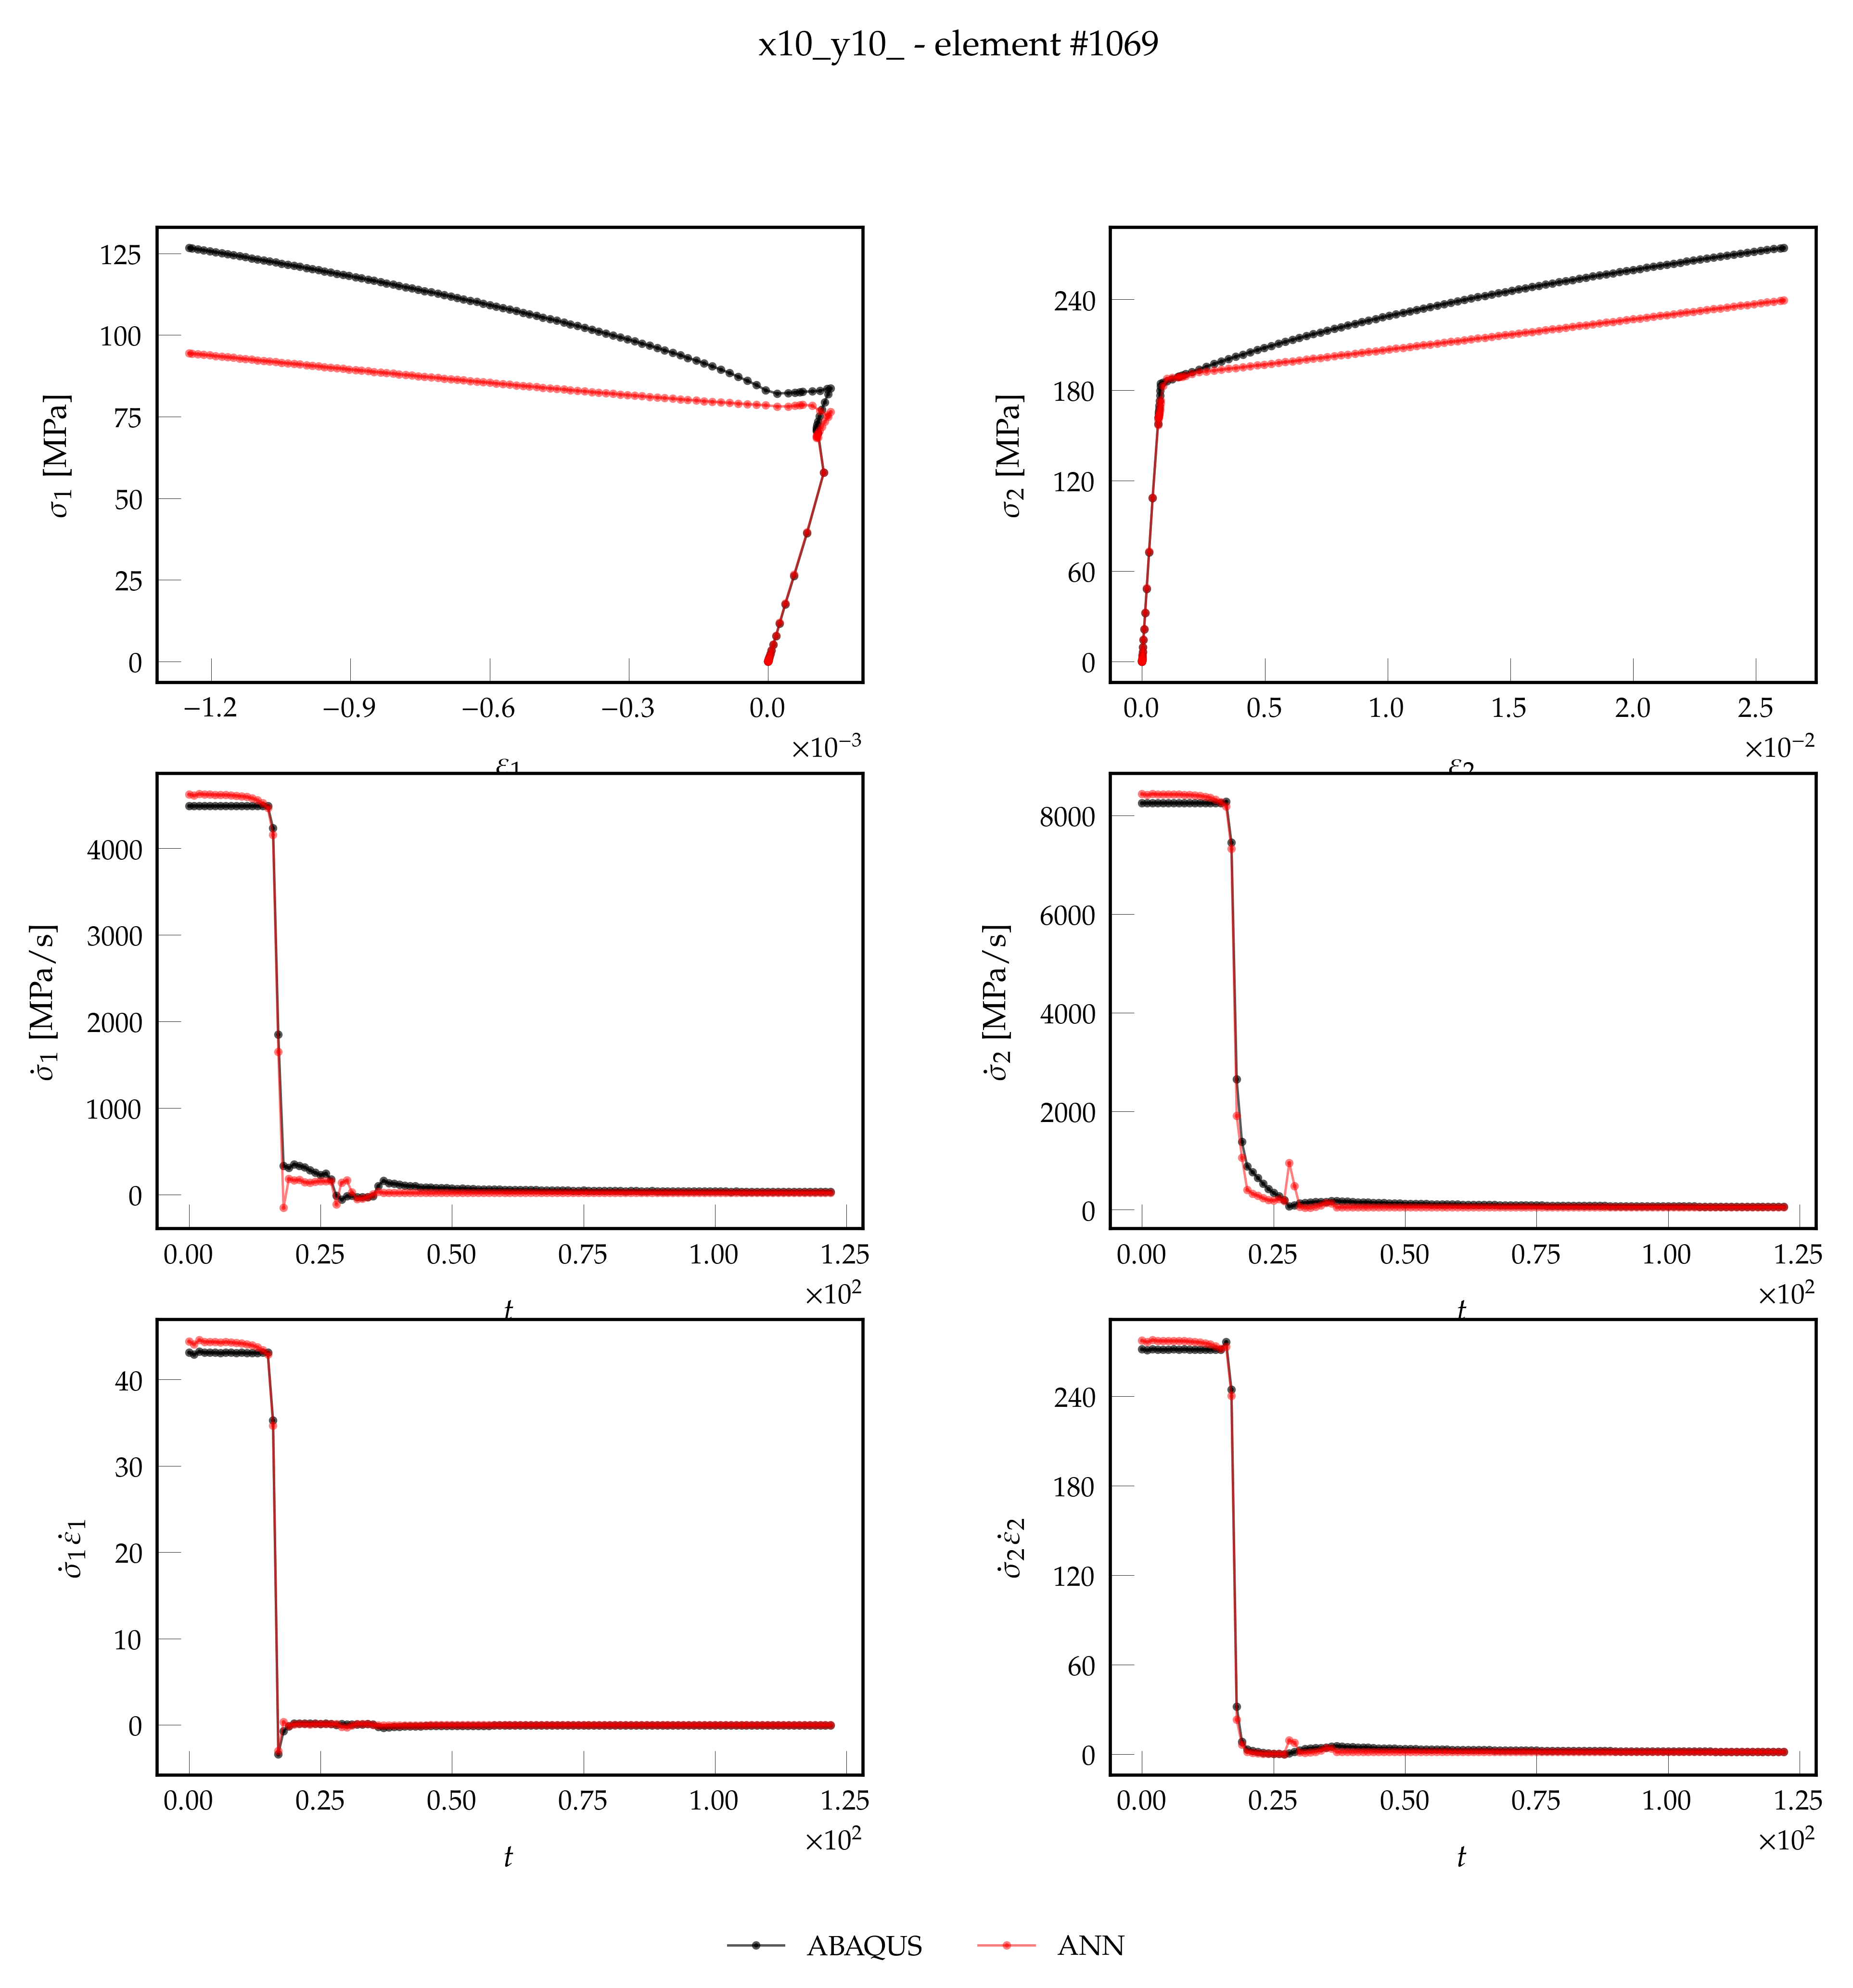 x10_y10_ - element #1069
σ1 [MPa]
125
100
75
50
25
0
−1.2 −0.9 −0.6 −0.3 0.0
×10−3
ε1
σ2 [MPa]
240
180
120
60
0
0.0 0.5 1.0 1.5 2.0 2.5
×10−2
ε2
σ̇1 [MPa/s]
4000
3000
2000
1000
0
0.00 0.25 0.50 0.75 1.00 1.25
×10²
t
σ̇2 [MPa/s]
8000
6000
4000
2000
0
0.00 0.25 0.50 0.75 1.00 1.25
×10²
t
σ̇1ε̇1
40
30
20
10
0
0.00 0.25 0.50 0.75 1.00 1.25
×10²
t
σ̇2ε̇2
240
180
120
60
0
0.00 0.25 0.50 0.75 1.00 1.25
×10²
t
ABAQUS ANN